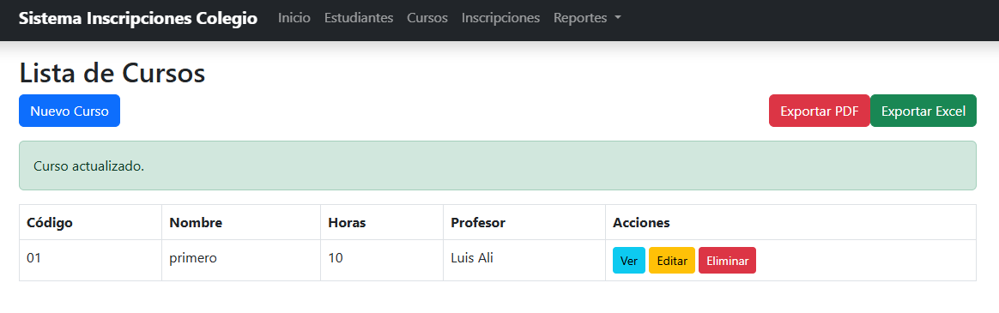 Sistema Inscripciones Colegio Inicio Estudiantes Cursos Inscripciones Reportes
Lista de Cursos
Nuevo Curso Exportar PDF Exportar Excel
Curso actualizado.
Código Nombre Horas Profesor Acciones
01 primero 10 Luis Ali Ver Editar Eliminar